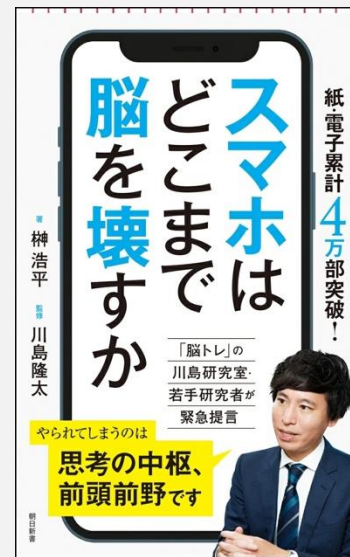 紙・電子累計4万部突破！
スマホは
どこまで
脳を壊すか
著 榊 浩平 監修 川島隆太
「脳トレ」の
川島研究室・
若手研究者が
緊急提言
やられてしまうのは
思考の中枢、
前頭前野です
朝日新書